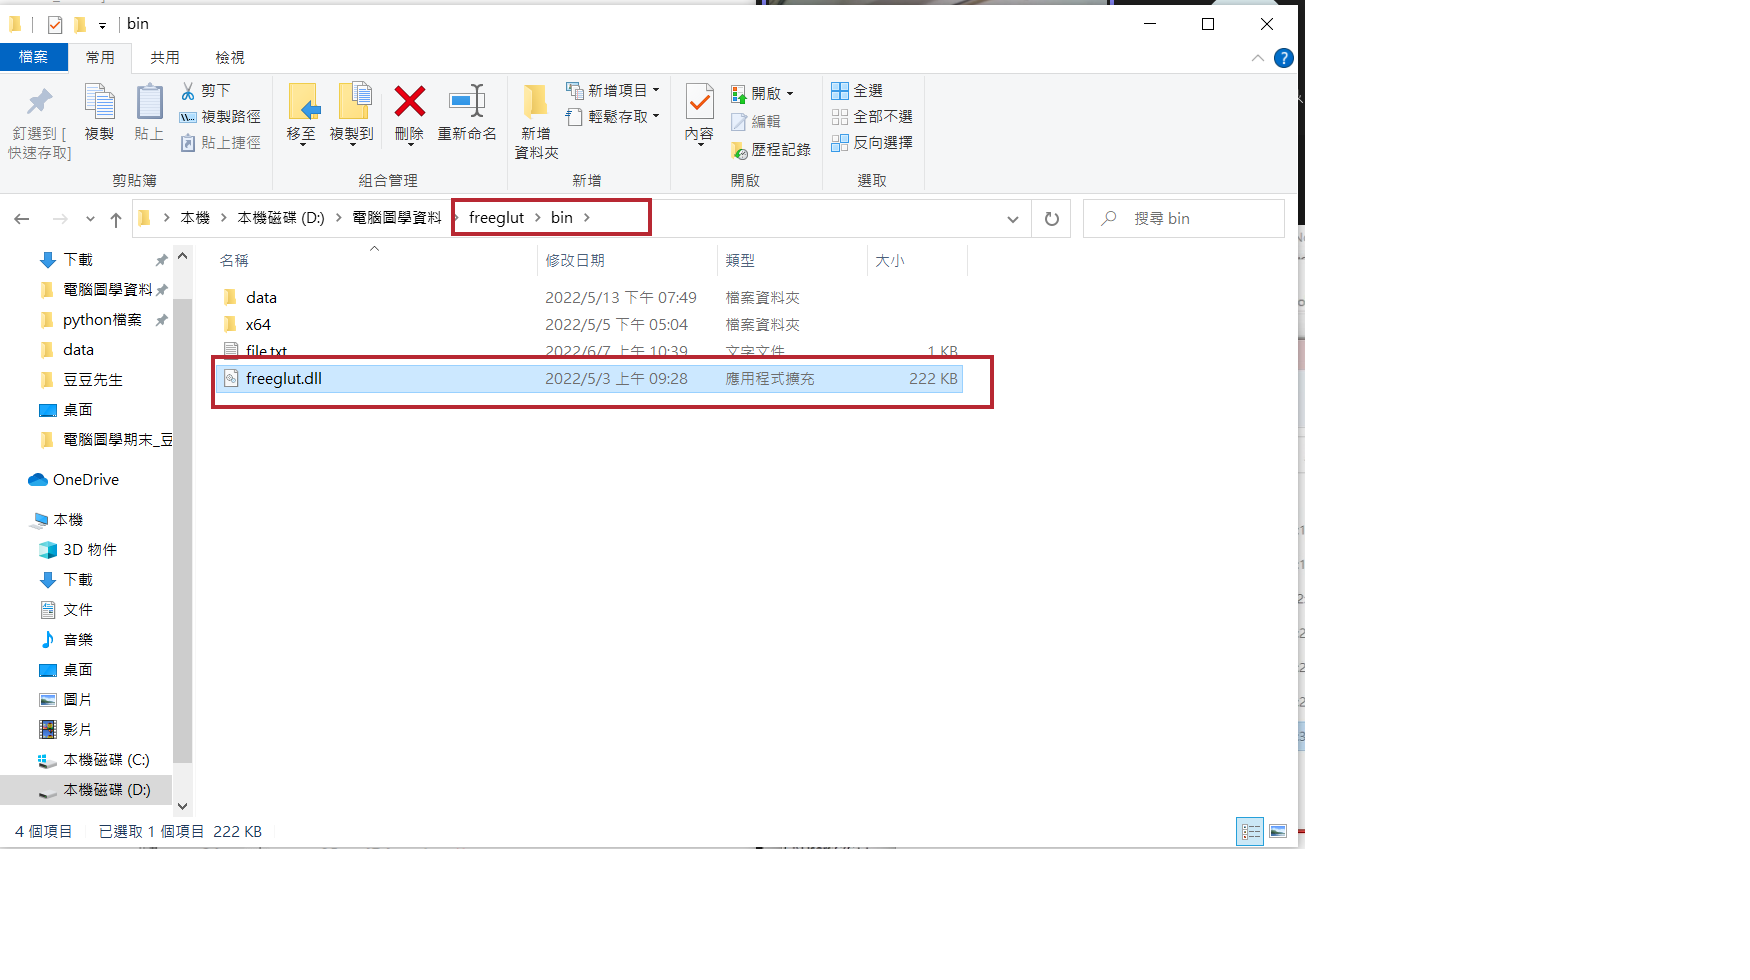 bin
檔案 常用 共用 檢視
釘選到 [
快速存取]
複製
貼上
剪下
複製路徑
貼上捷徑
移至
複製到
刪除
重新命名
新增
資料夾
新增項目
輕鬆存取
內容
開啟
編輯
歷程記錄
全選
全部不選
反向選擇
剪貼簿 組合管理 新增 開啟 選取
本機 本機磁碟 (D:) 電腦圖學資料 freeglut bin
搜尋 bin
名稱 修改日期 類型 大小
data 2022/5/13 下午 07:49 檔案資料夾
x64 2022/5/5 下午 05:04 檔案資料夾
file.txt 2022/6/7 上午 10:39 文字文件 1 KB
freeglut.dll 2022/5/3 上午 09:28 應用程式擴充 222 KB
下載
電腦圖學資料
python檔案
data
豆豆先生
桌面
電腦圖學期末_豆
OneDrive
本機
3D 物件
下載
文件
音樂
桌面
圖片
影片
本機磁碟 (C:)
本機磁碟 (D:)
4 個項目 已選取 1 個項目 222 KB